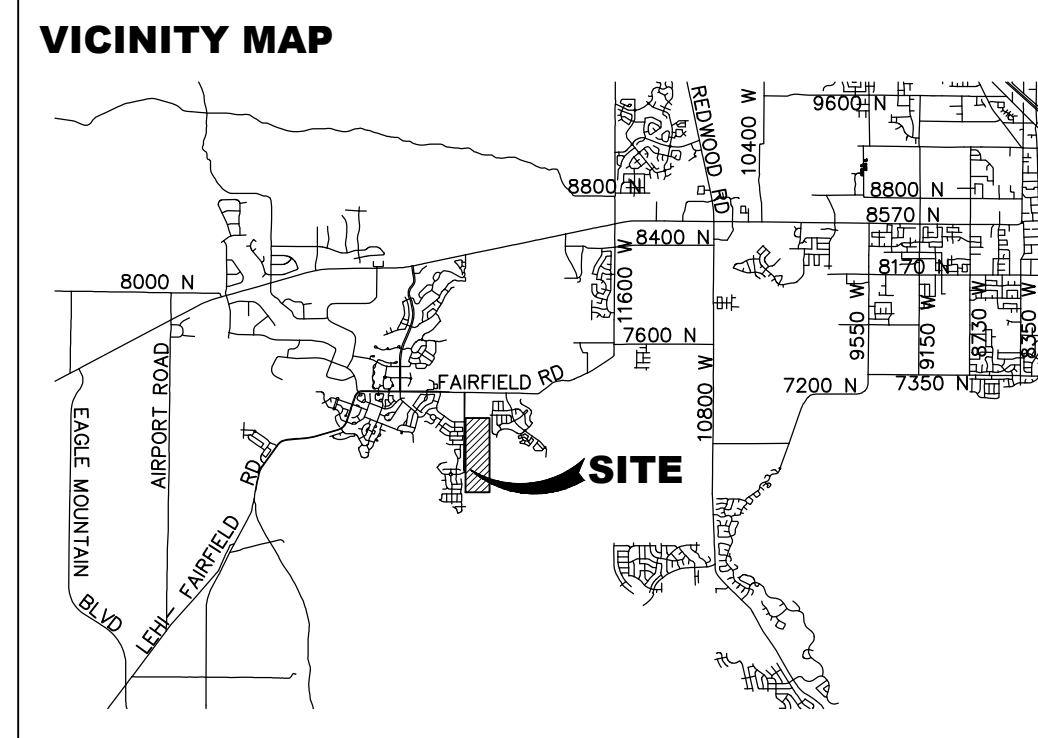 VICINITY MAP
9600 N
REDWOOD RD
10400 W
8800 N
8800 N
8570 N
8400 N
11600 W
8170 N
8000 N
9550 W
9150 W
8730 W
8350 W
7600 N
AIRPORT ROAD
FAIRFIELD RD
7200 N
7350 N
10800 W
EAGLE MOUNTAIN
BLVD
RD
SITE
LEHI- FAIRFIELD